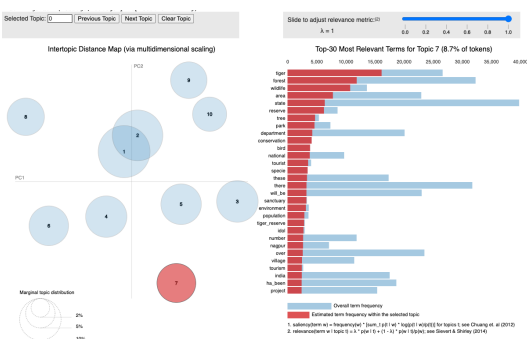 Selected Topic: 0 Previous Topic Next Topic Clear Topic
Slide to adjust relevance metric:(2)
λ = 1
0.0 0.2 0.4 0.6 0.8 1.0
Intertopic Distance Map (via multidimensional scaling)
PC2
PC1
9
8
10
2
1
3
5
4
6
7
Marginal topic distribution
2%
5%
10%
Top-30 Most Relevant Terms for Topic 7 (8.7% of tokens)
0 5,000 10,000 15,000 20,000 25,000 30,000 35,000 40,00
tiger
forest
wildlife
area
state
reserve
tree
park
department
conservation
bird
national
tourist
specie
these
there
will_be
sanctuary
environment
population
tiger_reserve
idol
number
nagpur
over
village
tourism
india
ha_been
project
Overall term frequency
Estimated term frequency within the selected topic
1. saliency(term w) = frequency(w) * [sum_t p(t | w) * log(p(t | w)/p(t))] for topics t; see Chuang et. al (2012)
2. relevance(term w | topic t) = λ * p(w | t) + (1 - λ) * p(w | t)/p(w); see Sievert & Shirley (2014)